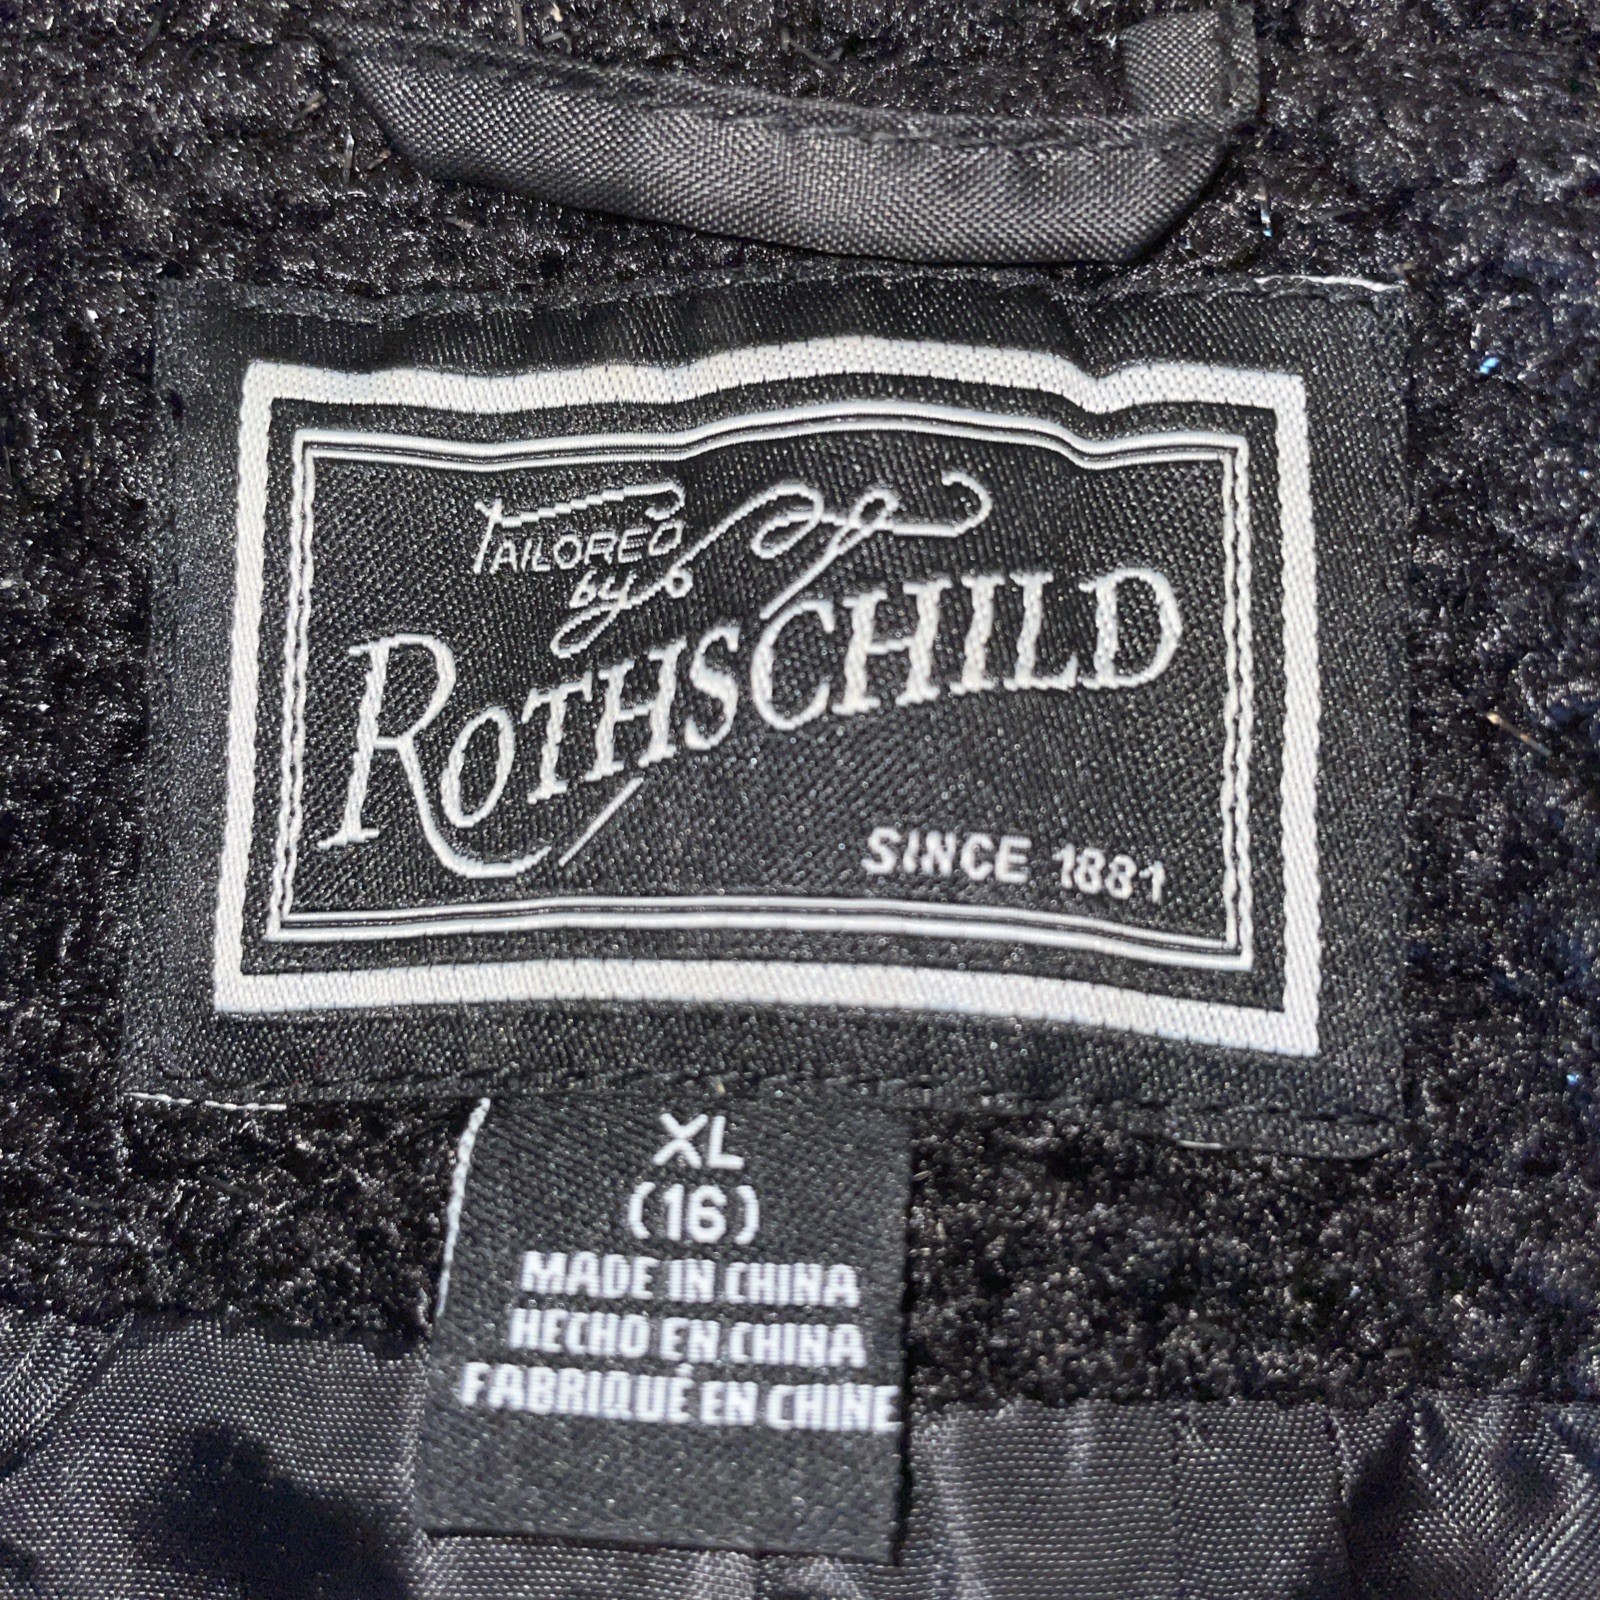 TAILORED
by
ROTHSCHILD
SINCE 1881
XL
(16)
MADE IN CHINA
HECHO EN CHINA
FABRIQUÉ EN CHINE